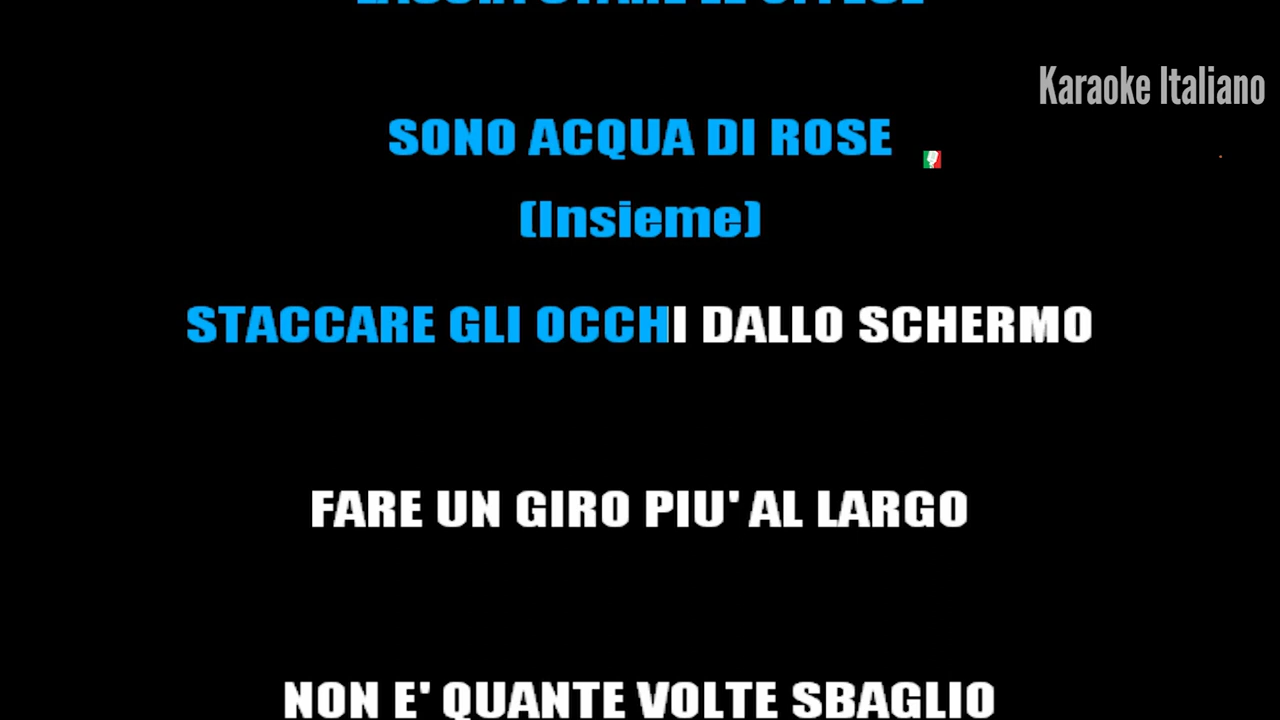 Karaoke Italiano
SONO ACQUA DI ROSE
(Insieme)
STACCARE GLI OCCHI DALLO SCHERMO
FARE UN GIRO PIU' AL LARGO
NON E' QUANTE VOLTE SBAGLIO